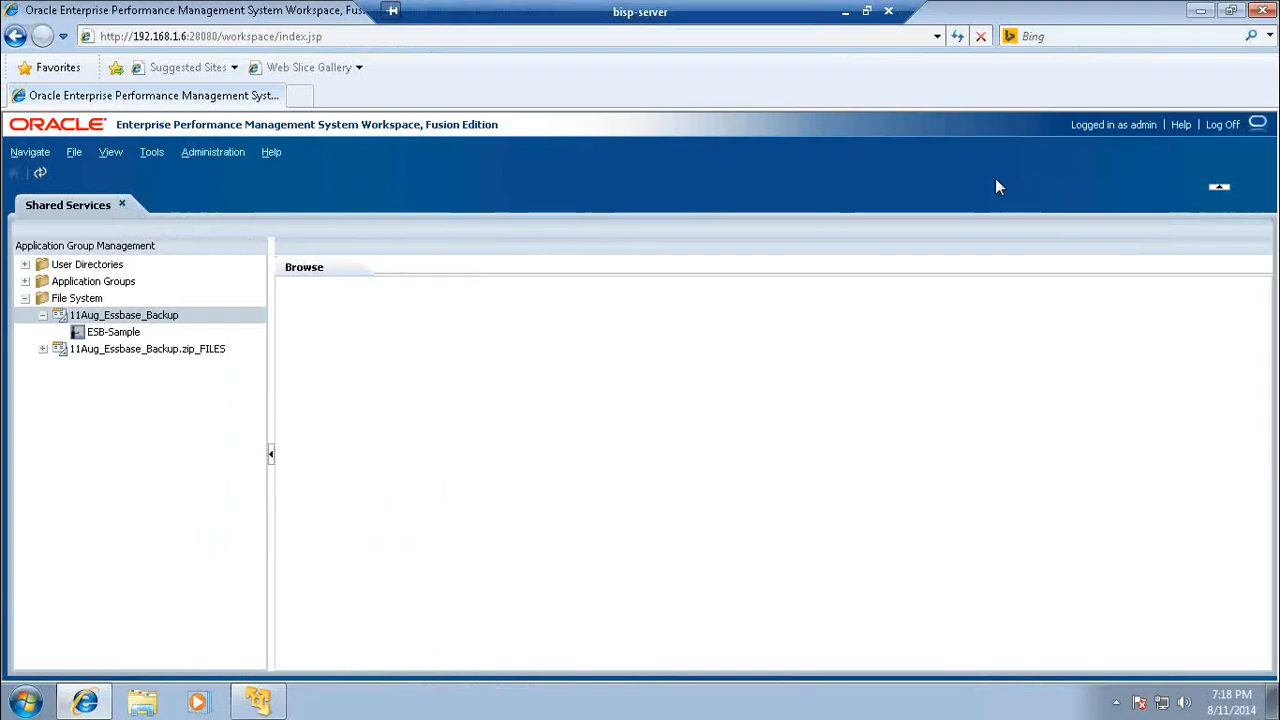 Oracle Enterprise Performance Management System Workspace, Fus...
bisp-server
http://192.168.1.6:28080/workspace/index.jsp
Bing
Favorites
Suggested Sites
Web Slice Gallery
Oracle Enterprise Performance Management Syst...
ORACLE Enterprise Performance Management System Workspace, Fusion Edition
Logged in as admin | Help | Log Off
Navigate File View Tools Administration Help
Shared Services
Application Group Management
User Directories
Application Groups
File System
11Aug_Essbase_Backup
ESB-Sample
11Aug_Essbase_Backup.zip_FILES
Browse
7:18 PM
8/11/2014